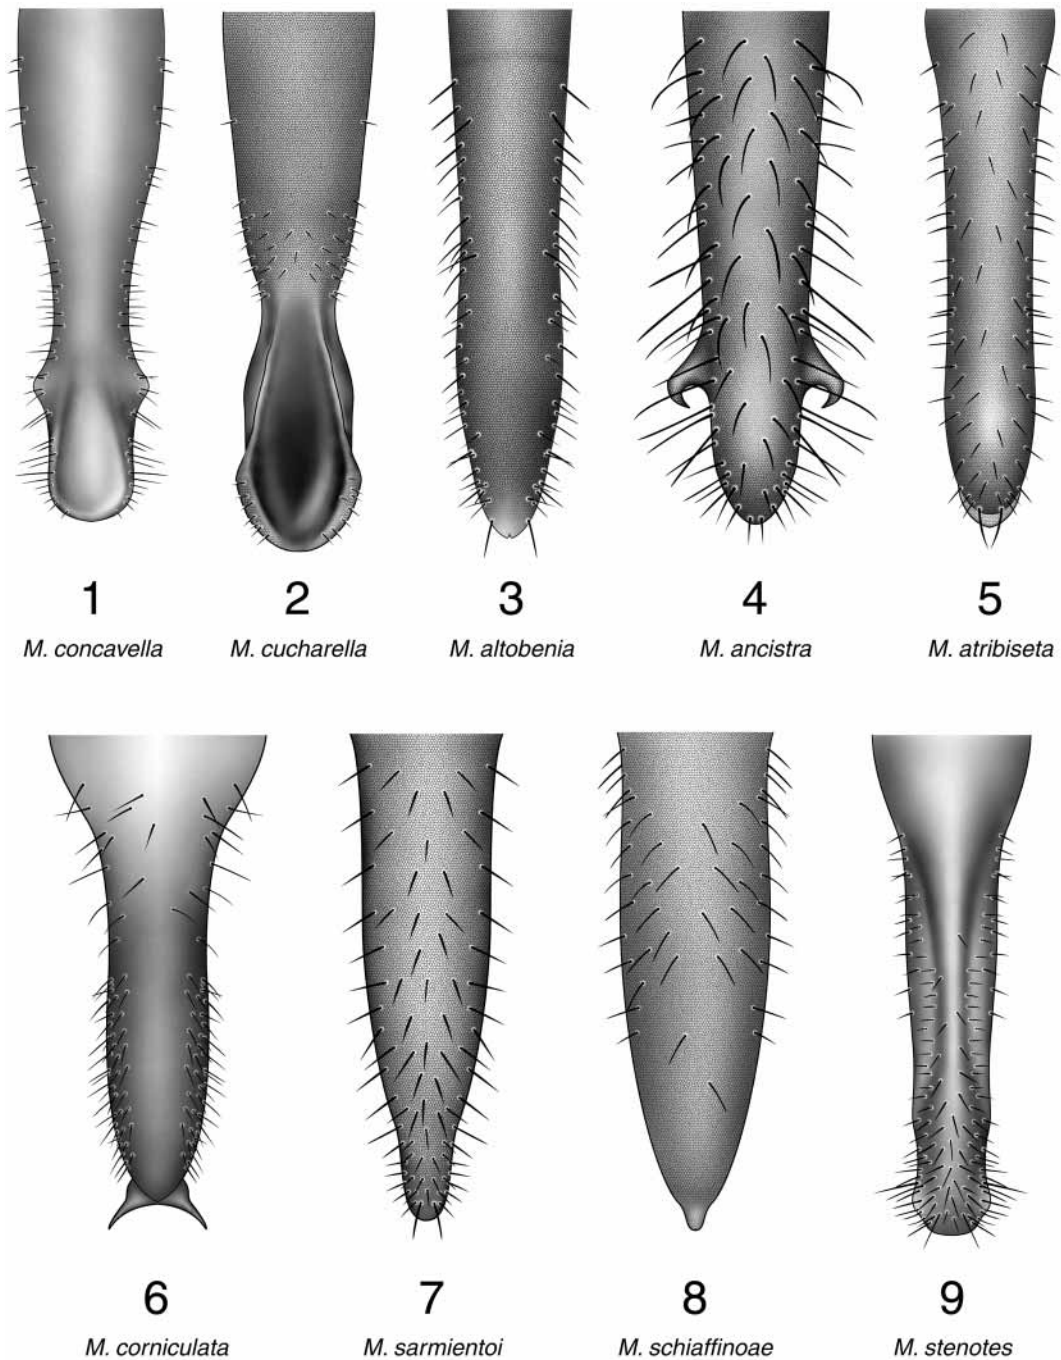 1 2 3 4 5
M. concavella M. cucharella M. altobenia M. ancistra M. atribiseta
6 7 8 9
M. corniculata M. sarmientoi M. schiaffinoae M. stenotes